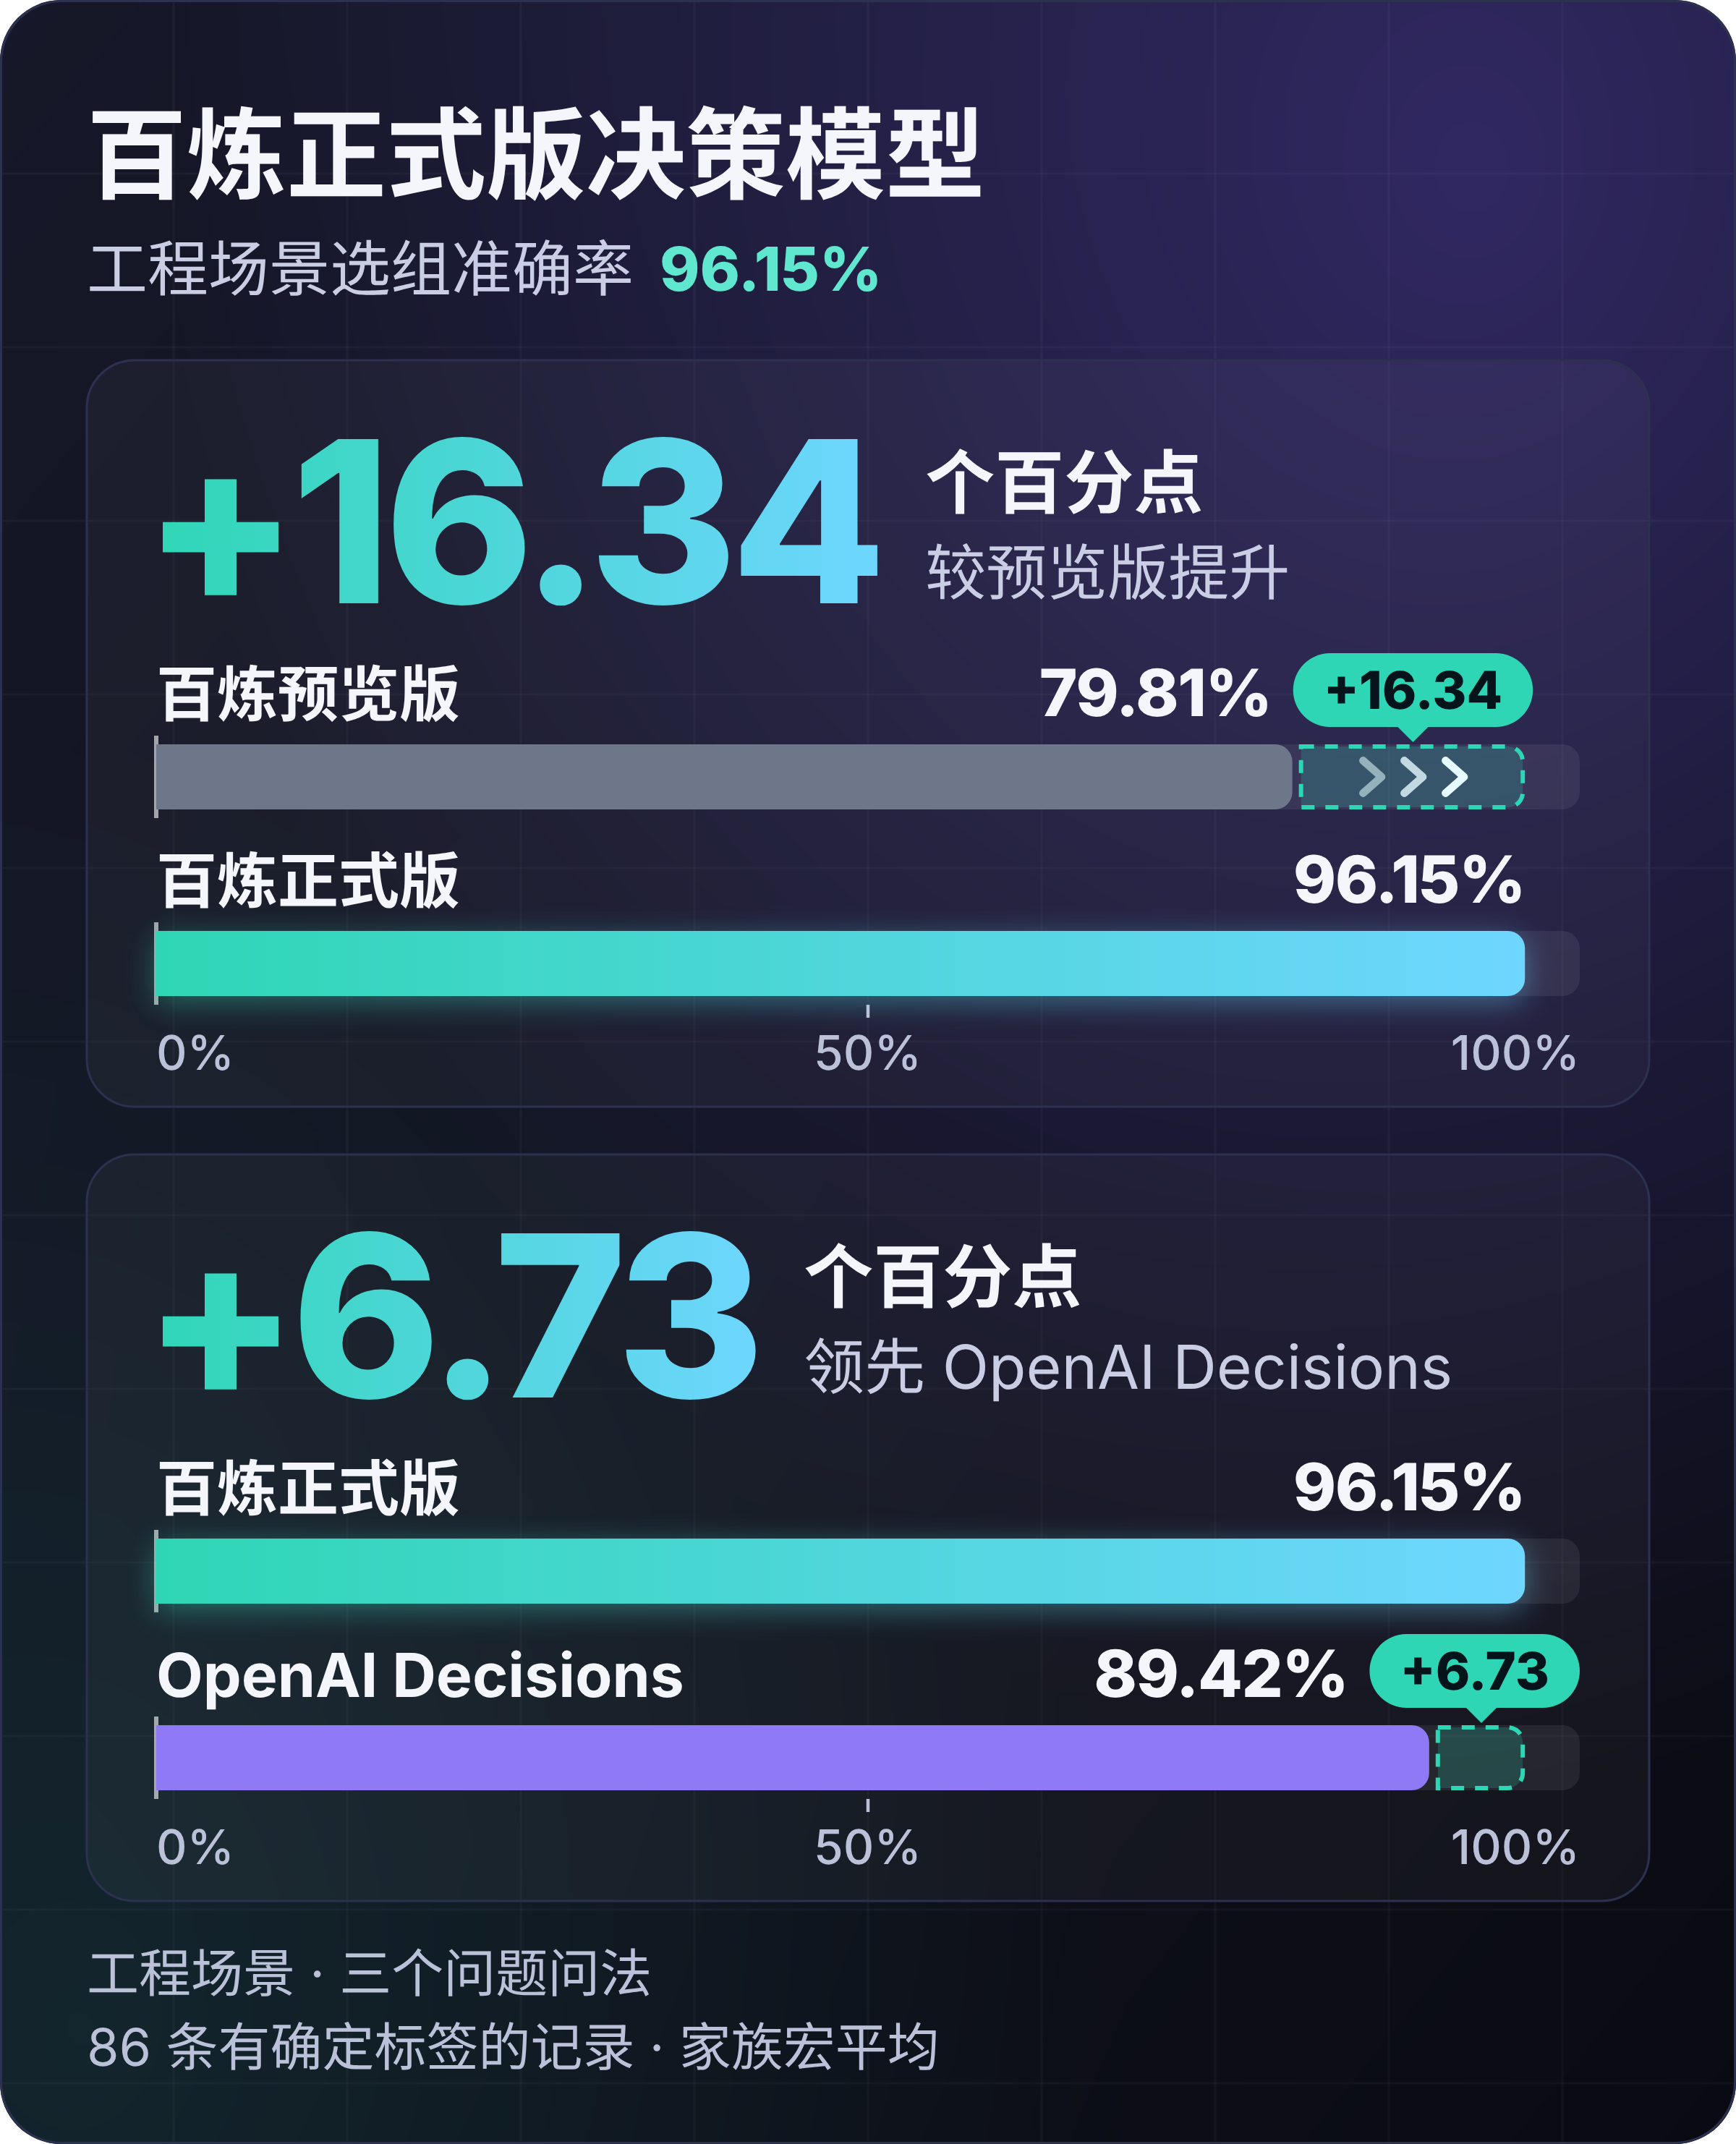 百炼正式版决策模型
工程场景选组准确率 96.15%
+16.34 个百分点
较预览版提升
百炼预览版 79.81% +16.34
百炼正式版 96.15%
0% 50% 100%
+6.73 个百分点
领先 OpenAI Decisions
百炼正式版 96.15%
OpenAI Decisions 89.42% +6.73
0% 50% 100%
工程场景 · 三个问题问法
86 条有确定标签的记录 · 家族宏平均